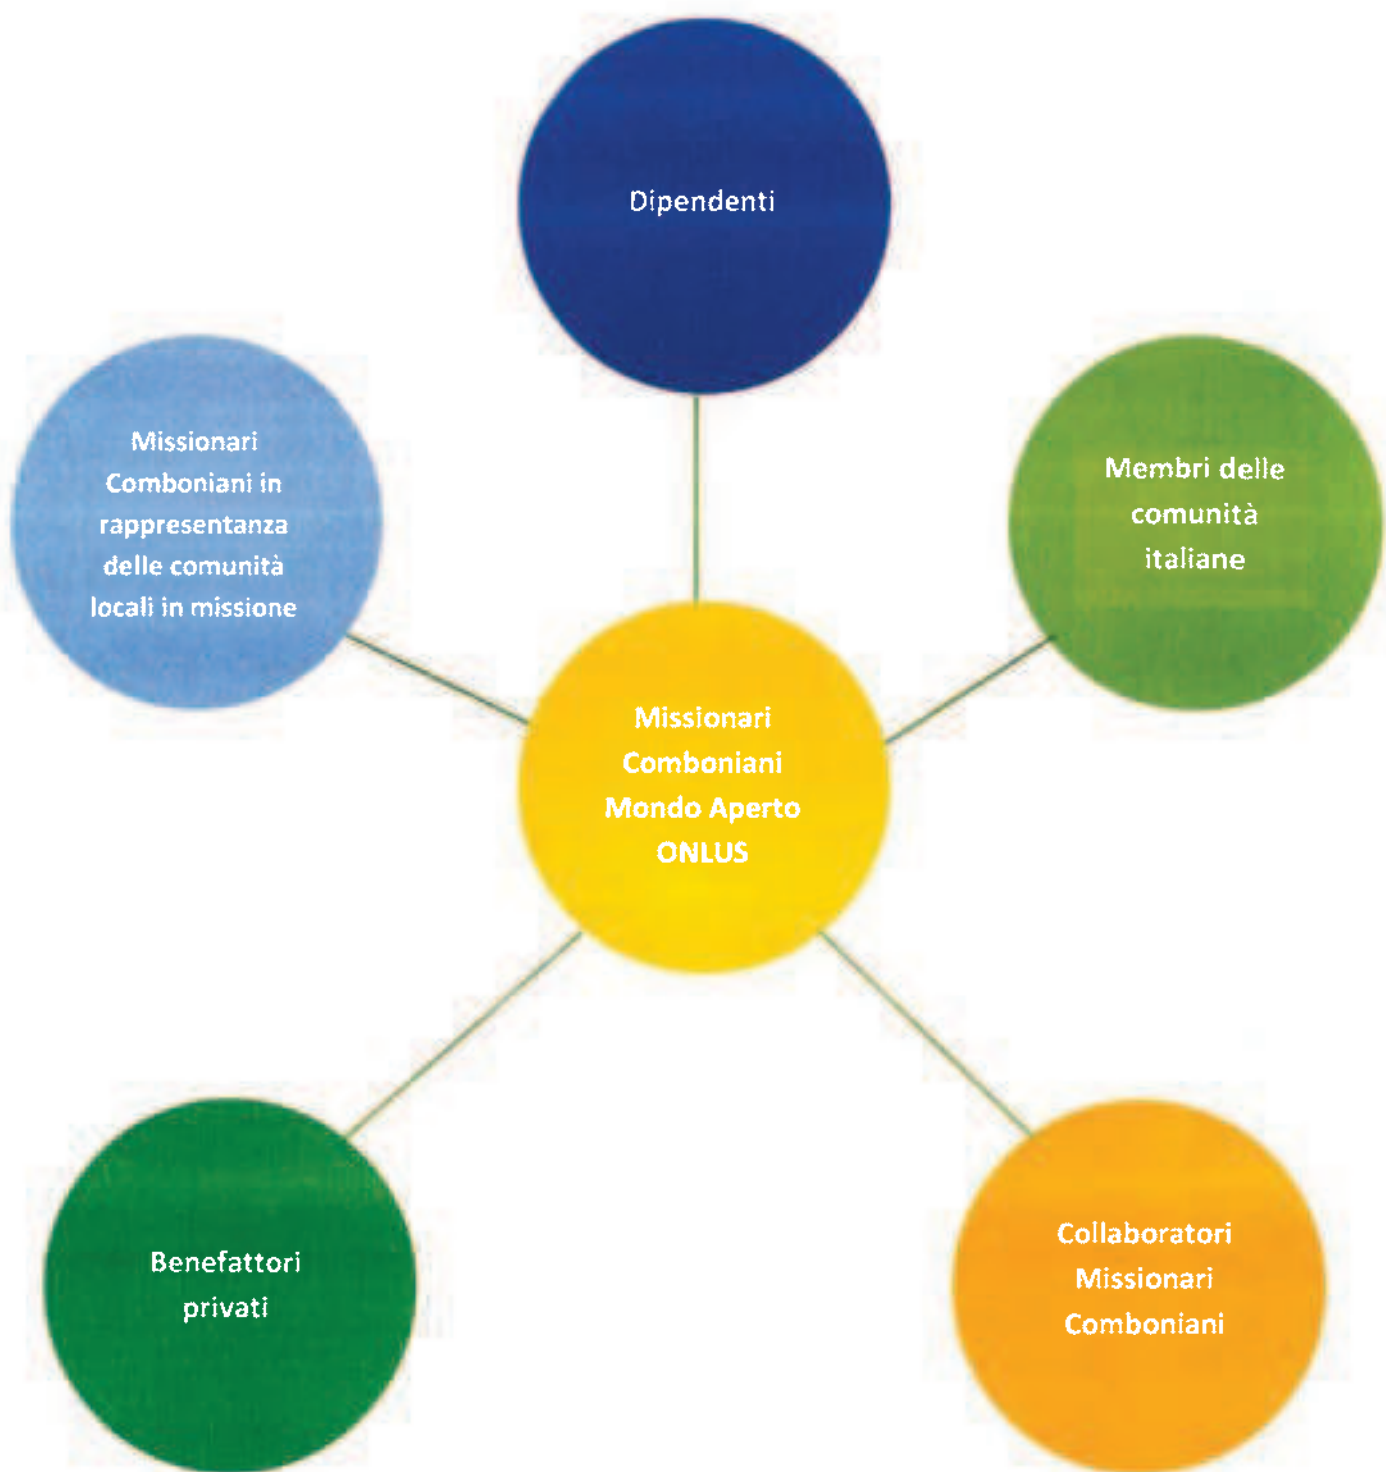 Dipendenti
Missionari
Comboniani in
rappresentanza
delle comunità
locali in missione
Membri delle
comunità
italiane
Missionari
Comboniani
Mondo Aperto
ONLUS
Benefattori
privati
Collaboratori
Missionari
Comboniani